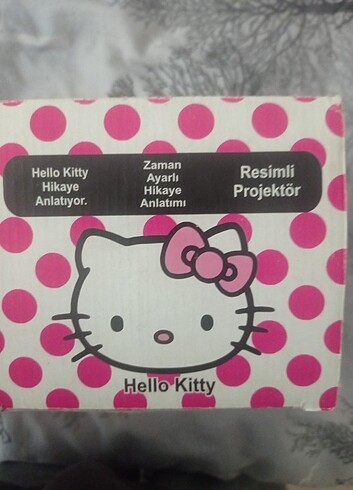 Hello Kitty
Hikaye
Anlatıyor.
Zaman
Ayarlı
Hikaye
Anlatımı
Resimli
Projektör
Hello Kitty